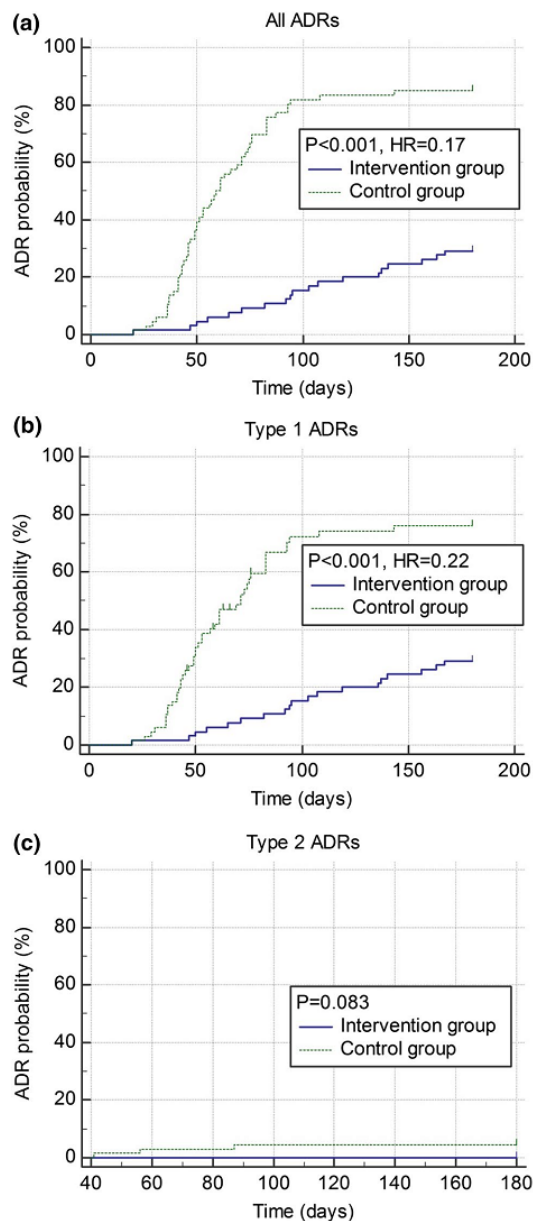 (a)
All ADRs
100
80
60
40
20
0
ADR probability (%)
P<0.001, HR=0.17
Intervention group
Control group
0 50 100 150 200
Time (days)
(b)
Type 1 ADRs
100
80
60
40
20
0
ADR probability (%)
P<0.001, HR=0.22
Intervention group
Control group
0 50 100 150 200
Time (days)
(c)
Type 2 ADRs
100
80
60
40
20
0
ADR probability (%)
P=0.083
Intervention group
Control group
40 60 80 100 120 140 160 180
Time (days)